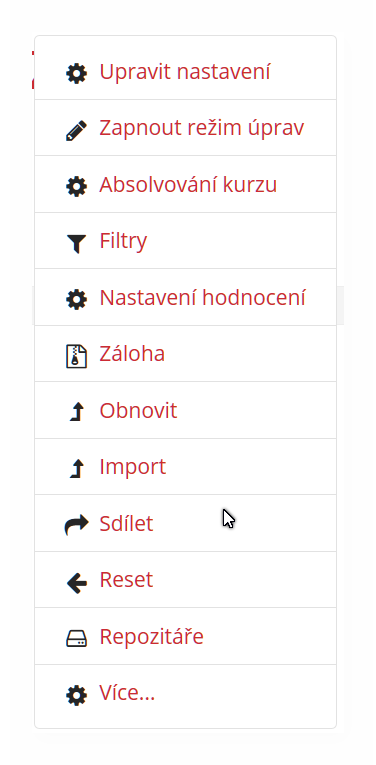 Upravit nastavení
Zapnout režim úprav
Absolvování kurzu
Filtry
Nastavení hodnocení
Záloha
Obnovit
Import
Sdílet
Reset
Repozitáře
Více...